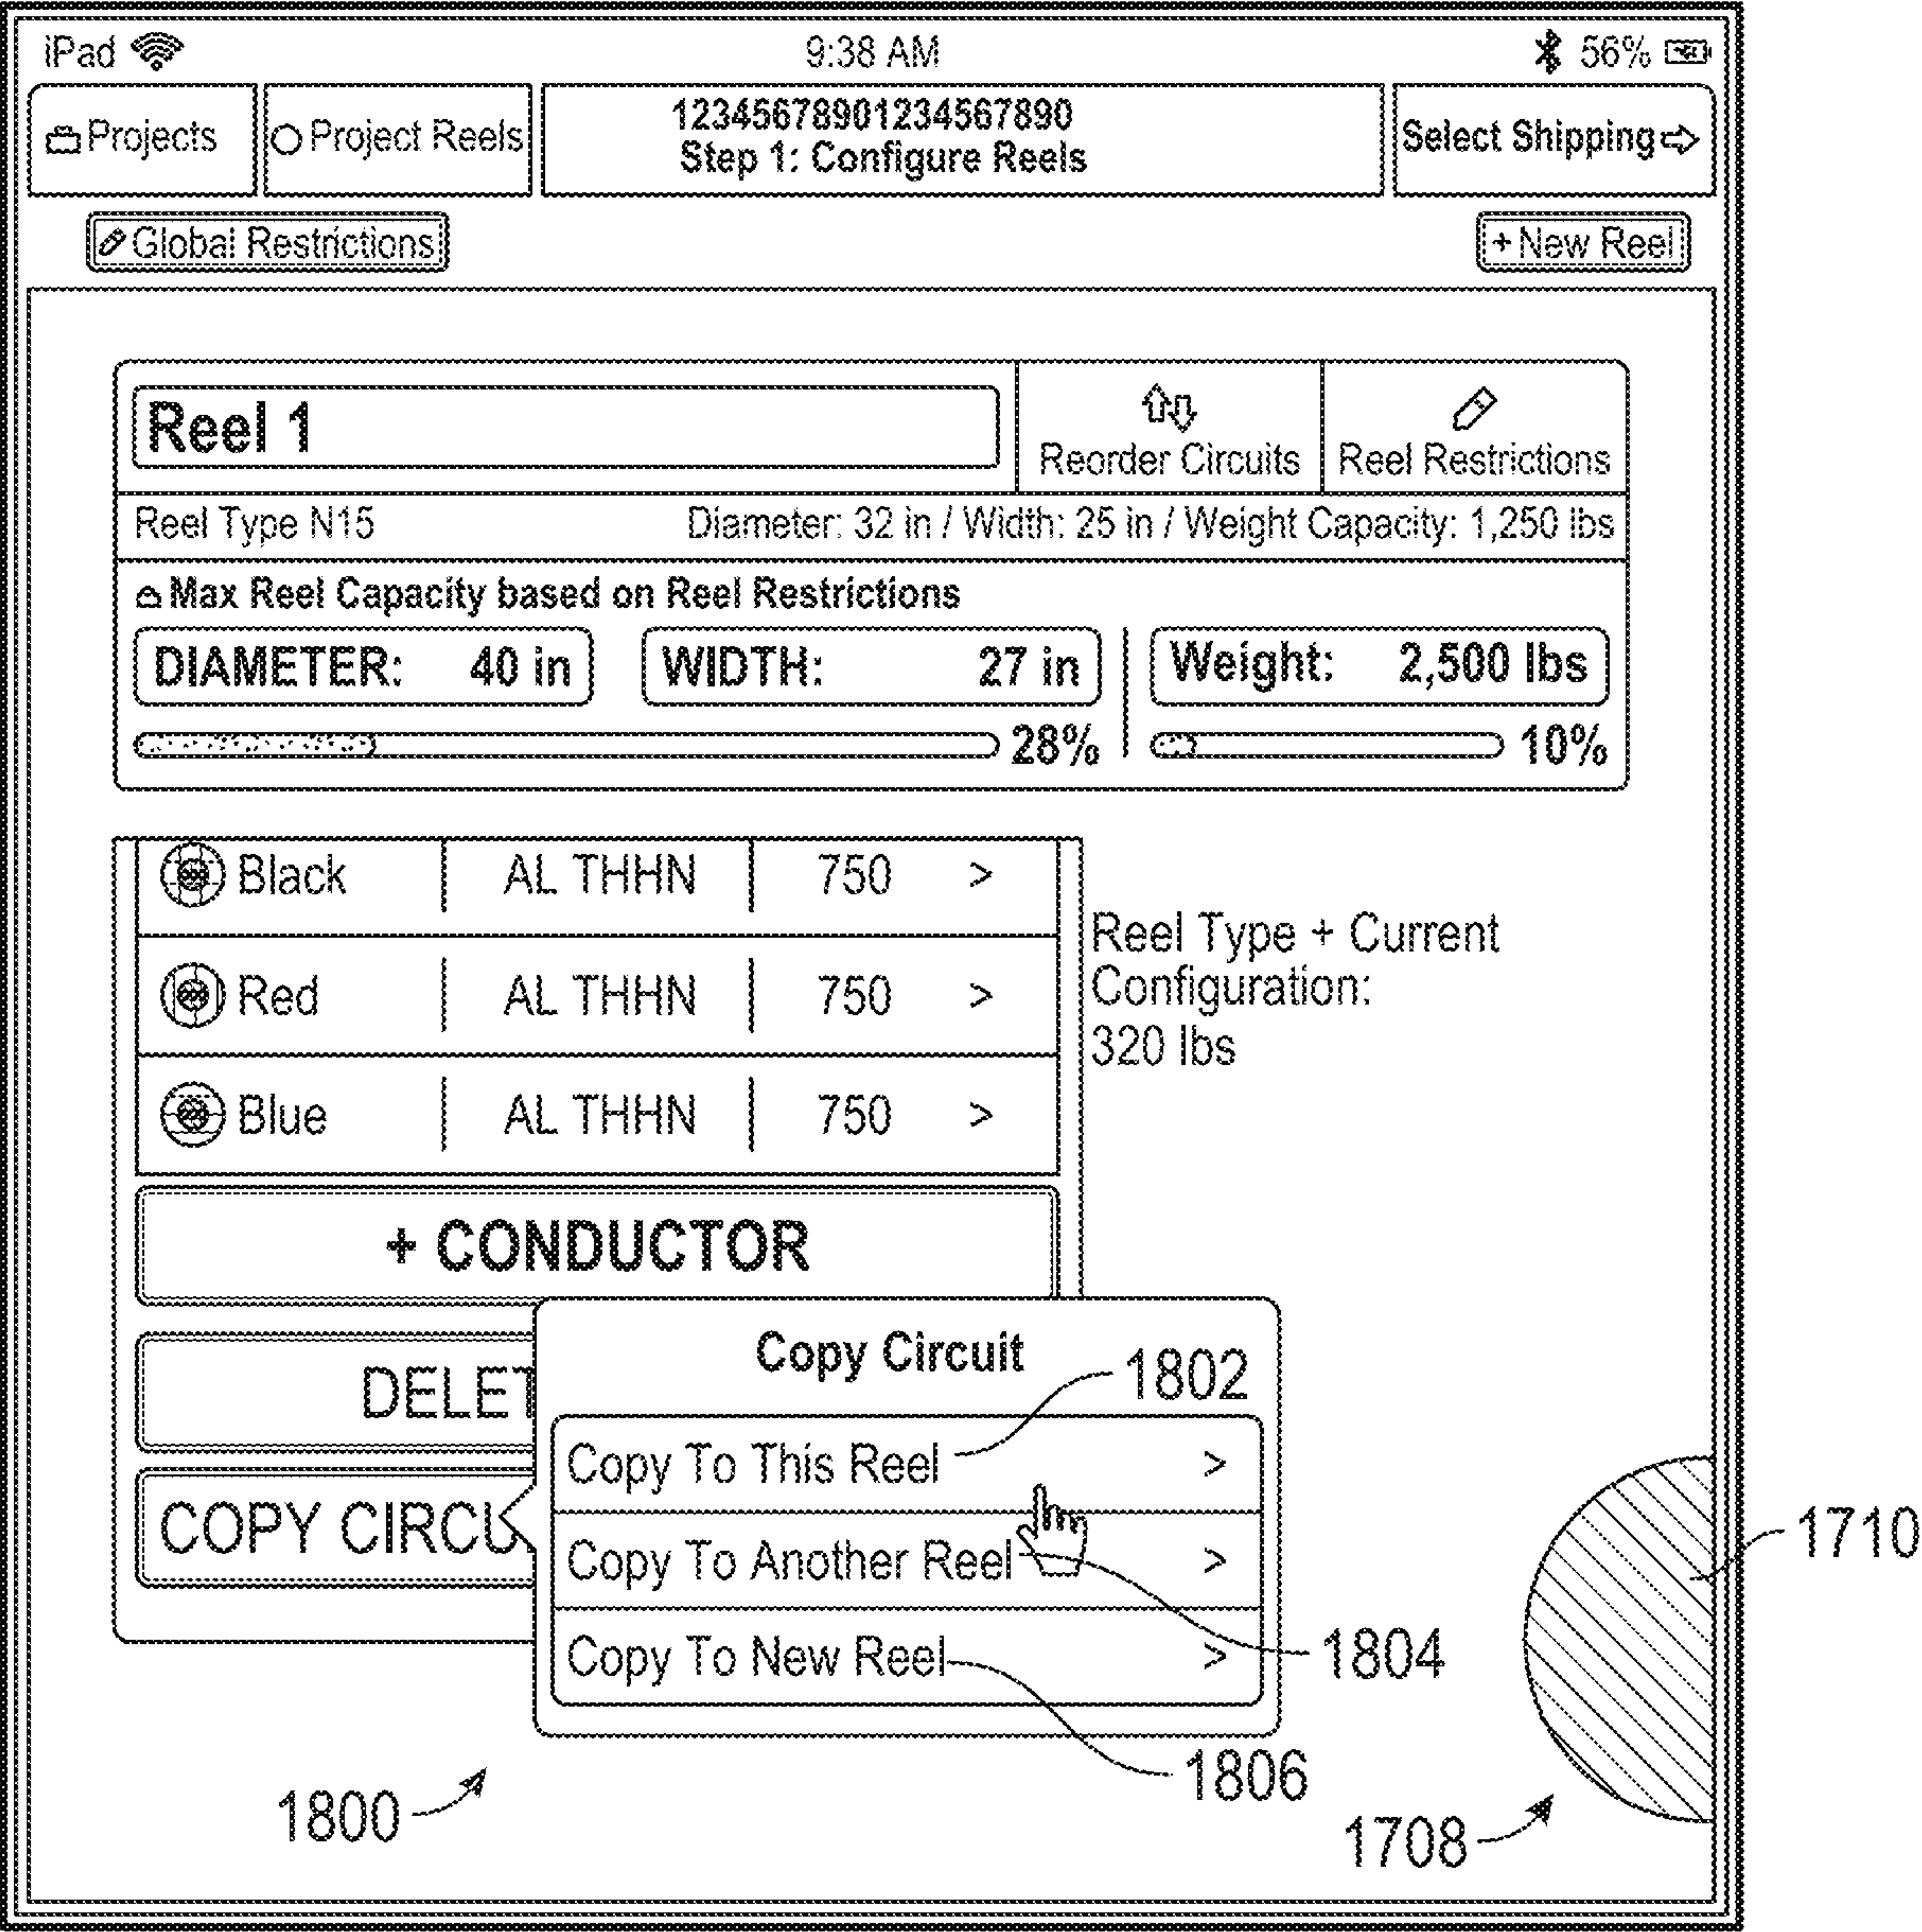 iPad 9:38 AM 56%
Projects Project Reels 12345678901234567890 Select Shipping
Step 1: Configure Reels
Global Restrictions + New Reel
Reel 1 Reorder Circuits Reel Restrictions
Reel Type N15 Diameter: 32 in / Width: 25 in / Weight Capacity: 1,250 lbs
Max Reel Capacity based on Reel Restrictions
DIAMETER: 40 in WIDTH: 27 in Weight: 2,500 lbs
28% 10%
Black AL THHN 750 >
Red AL THHN 750 >
Blue AL THHN 750 >
Reel Type + Current
Configuration:
320 lbs
+ CONDUCTOR
DELET
COPY CIRCU
Copy Circuit
1802
Copy To This Reel >
Copy To Another Reel >
1804
Copy To New Reel >
1806
1710
1800
1708